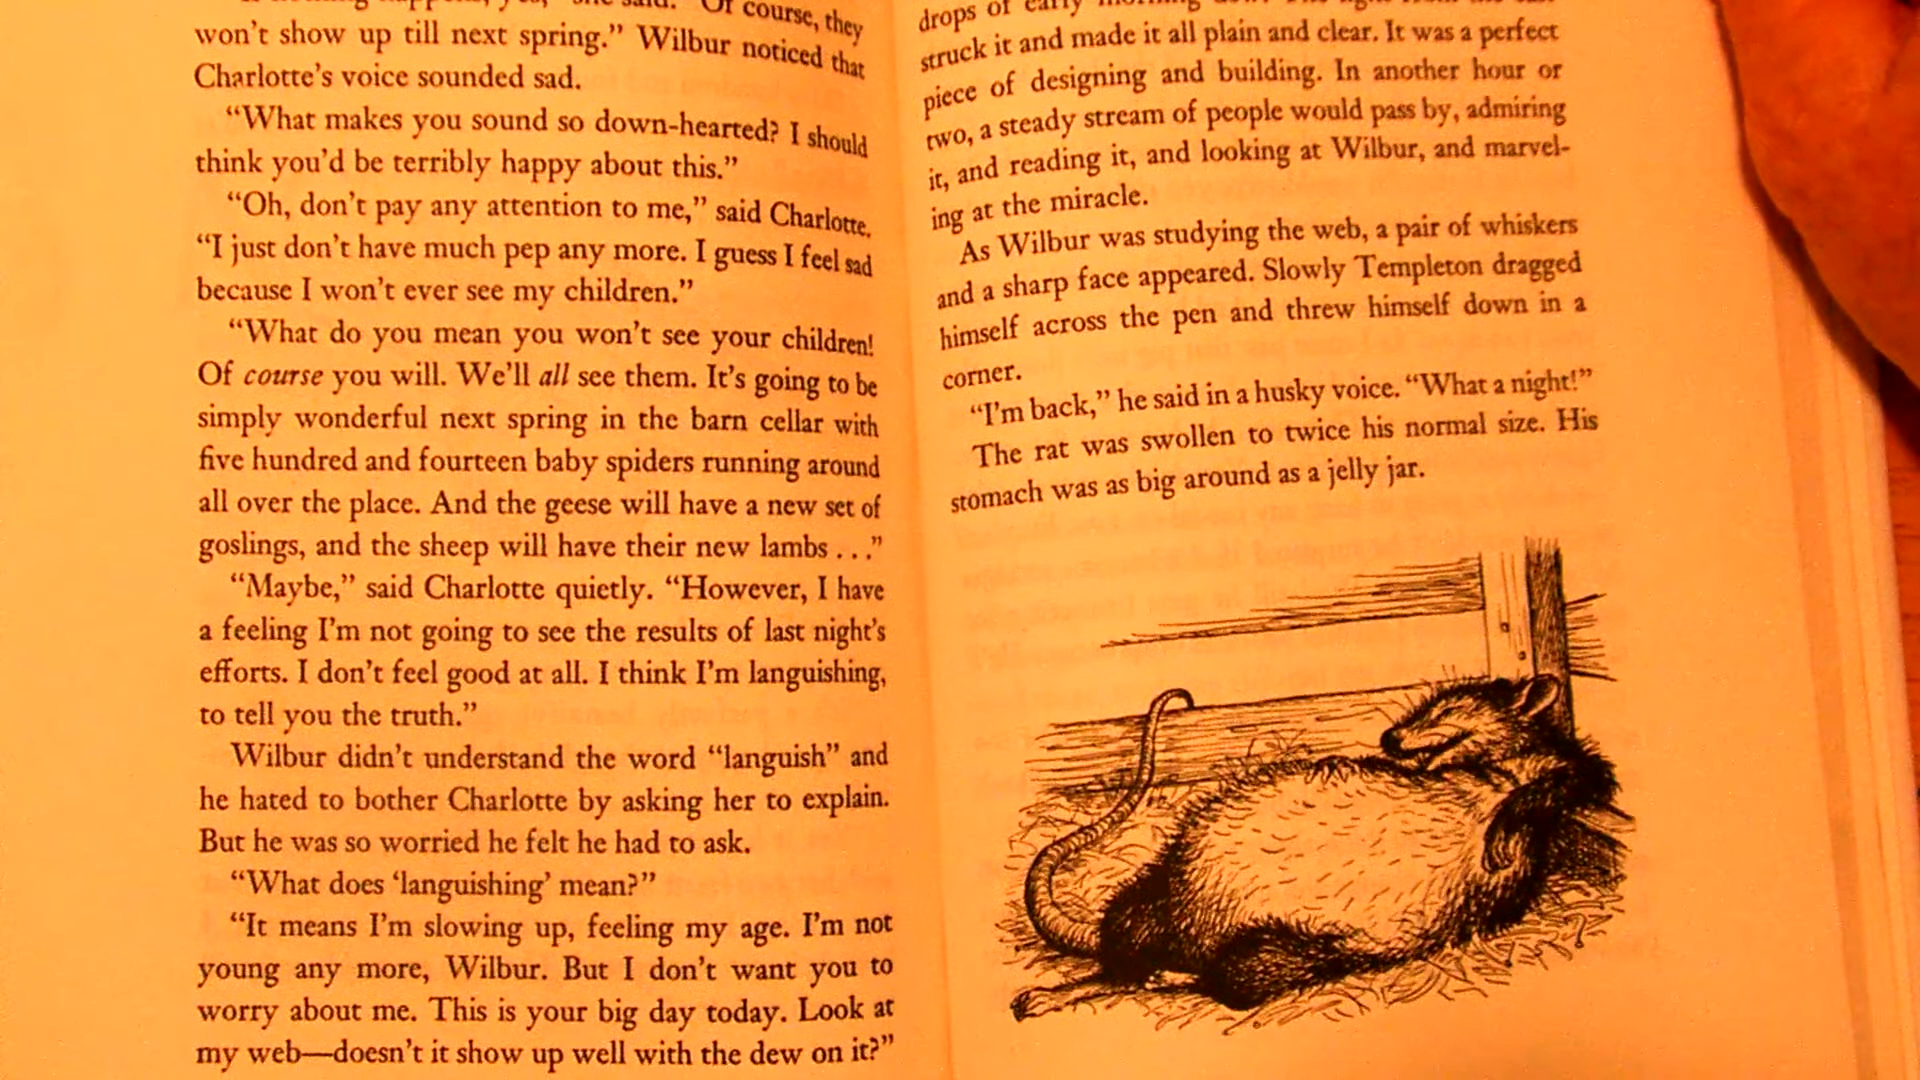 course, they
won't show up till next spring.” Wilbur noticed that
Charlotte's voice sounded sad.
“What makes you sound so down-hearted? I should
think you'd be terribly happy about this.”
“Oh, don't pay any attention to me,” said Charlotte.
“I just don't have much pep any more. I guess I feel sad
because I won't ever see my children.”
“What do you mean you won't see your children!
Of course you will. We'll all see them. It's going to be
simply wonderful next spring in the barn cellar with
five hundred and fourteen baby spiders running around
all over the place. And the geese will have a new set of
goslings, and the sheep will have their new lambs . . .”
“Maybe,” said Charlotte quietly. “However, I have
a feeling I'm not going to see the results of last night's
efforts. I don't feel good at all. I think I'm languishing,
to tell you the truth.”
Wilbur didn't understand the word “languish” and
he hated to bother Charlotte by asking her to explain.
But he was so worried he felt he had to ask.
“What does ‘languishing’ mean?”
“It means I'm slowing up, feeling my age. I'm not
young any more, Wilbur. But I don't want you to
worry about me. This is your big day today. Look at
my web—doesn't it show up well with the dew on it?”
drops of early
struck it and made it all plain and clear. It was a perfect
piece of designing and building. In another hour or
two, a steady stream of people would pass by, admiring
it, and reading it, and looking at Wilbur, and marvel-
ing at the miracle.
As Wilbur was studying the web, a pair of whiskers
and a sharp face appeared. Slowly Templeton dragged
himself across the pen and threw himself down in a
corner.
“I'm back,” he said in a husky voice. “What a night!”
The rat was swollen to twice his normal size. His
stomach was as big around as a jelly jar.